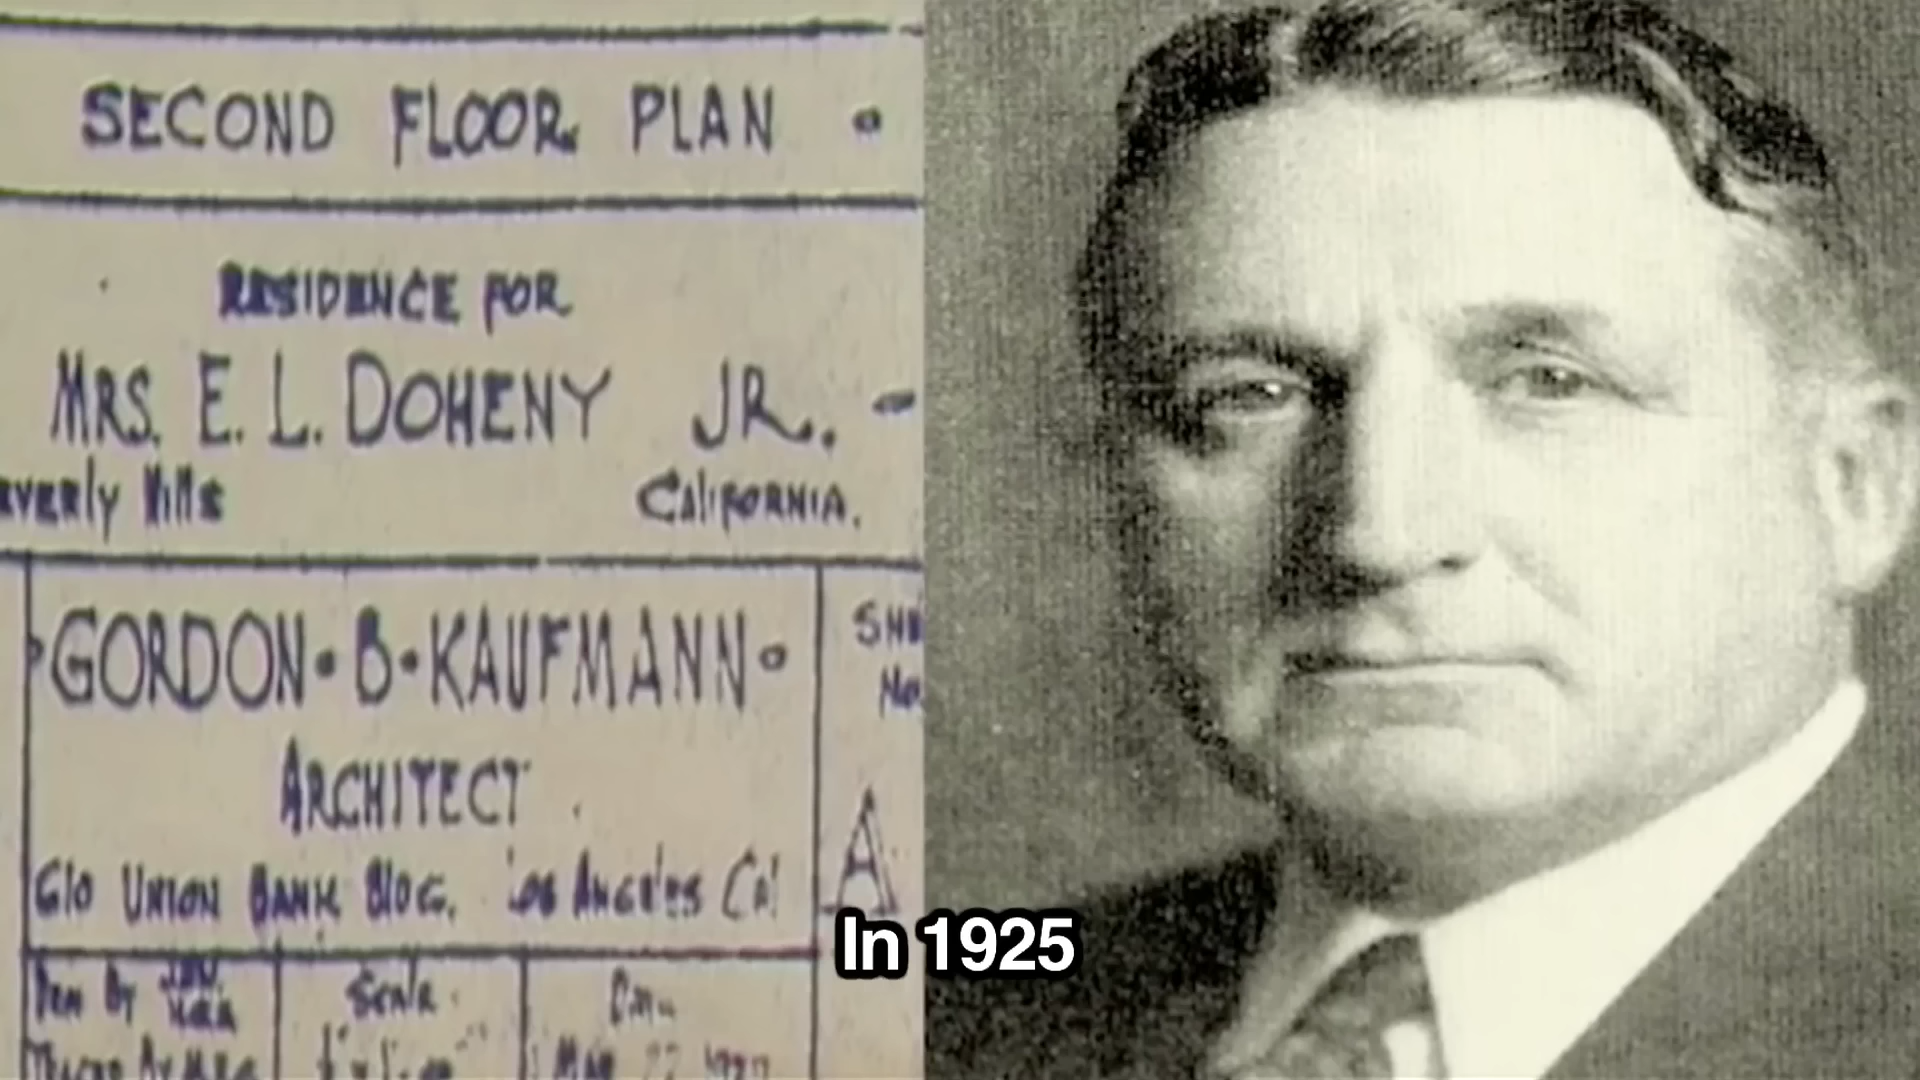 SECOND FLOOR PLAN
RESIDENCE FOR
MRS. E. L. DOHENY JR.
California.
GORDON • B • KAUFMANN •
ARCHITECT
610 UNION BANK BLDG. Los Angeles Cal
A
Scale
In 1925